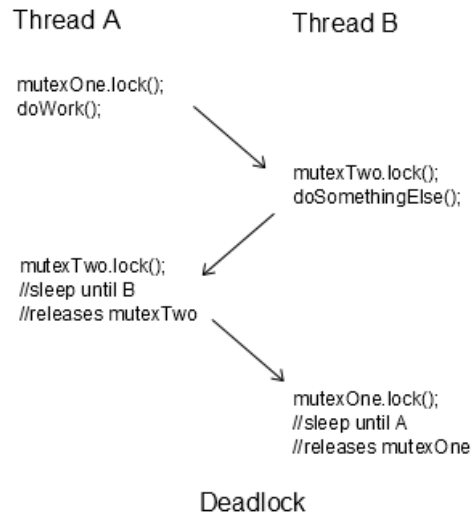 Thread A
Thread B
mutexOne.lock();
doWork();
mutexTwo.lock();
doSomethingElse();
mutexTwo.lock();
//sleep until B
//releases mutexTwo
mutexOne.lock();
//sleep until A
//releases mutexOne
Deadlock